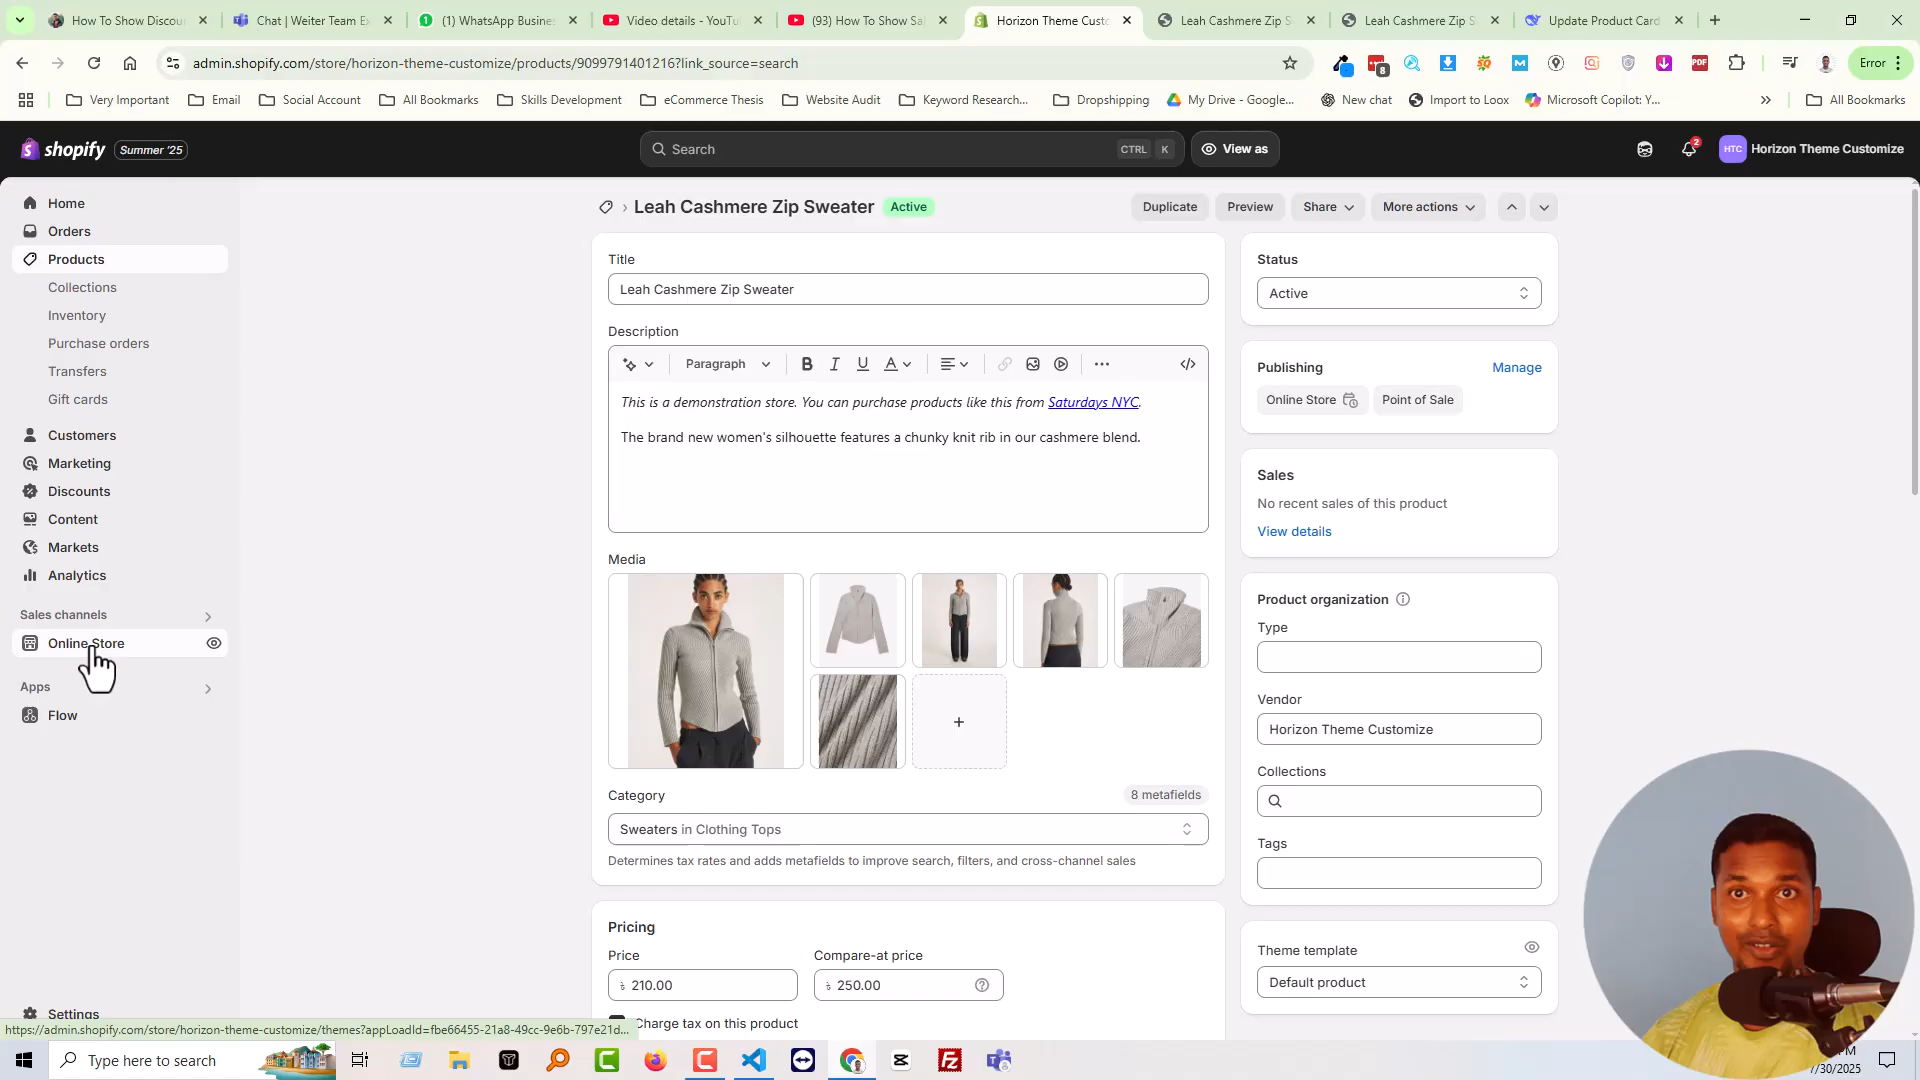 How To Show Discou
Chat | Weiter Team Ex
(1) WhatsApp Busine
Video details - YouTu
(93) How To Show Sa
Horizon Theme Custo
Leah Cashmere Zip S
Leah Cashmere Zip S
Update Product Card
admin.shopify.com/store/horizon-theme-customize/products/9099791401216?link_source=search
8
Error
Very Important
Email
Social Account
All Bookmarks
Skills Development
eCommerce Thesis
Website Audit
Keyword Research...
Dropshipping
My Drive - Google...
New chat
Import to Loox
Microsoft Copilot: Y...
»
All Bookmarks
shopify
Summer '25
Search
CTRL K
View as
2
HTC
Horizon Theme Customize
Home
Orders
Products
Collections
Inventory
Purchase orders
Transfers
Gift cards
Customers
Marketing
Discounts
Content
Markets
Analytics
Sales channels
Online Store
Apps
Flow
Settings
https://admin.shopify.com/store/horizon-theme-customize/themes?appLoadId=fbe66455-21a8-49cc-9e6b-797e21d...
Leah Cashmere Zip Sweater
Active
Duplicate
Preview
Share
More actions
Title
Leah Cashmere Zip Sweater
Description
Paragraph
B I U A
This is a demonstration store. You can purchase products like this from Saturdays NYC.
The brand new women's silhouette features a chunky knit rib in our cashmere blend.
Media
Category
8 metafields
Sweaters in Clothing Tops
Determines tax rates and adds metafields to improve search, filters, and cross-channel sales
Pricing
Price
Compare-at price
৳ 210.00
৳ 250.00
Charge tax on this product
Status
Active
Publishing
Manage
Online Store
Point of Sale
Sales
No recent sales of this product
View details
Product organization
Type
Vendor
Horizon Theme Customize
Collections
Tags
Theme template
Default product
Type here to search
PM
7/30/2025